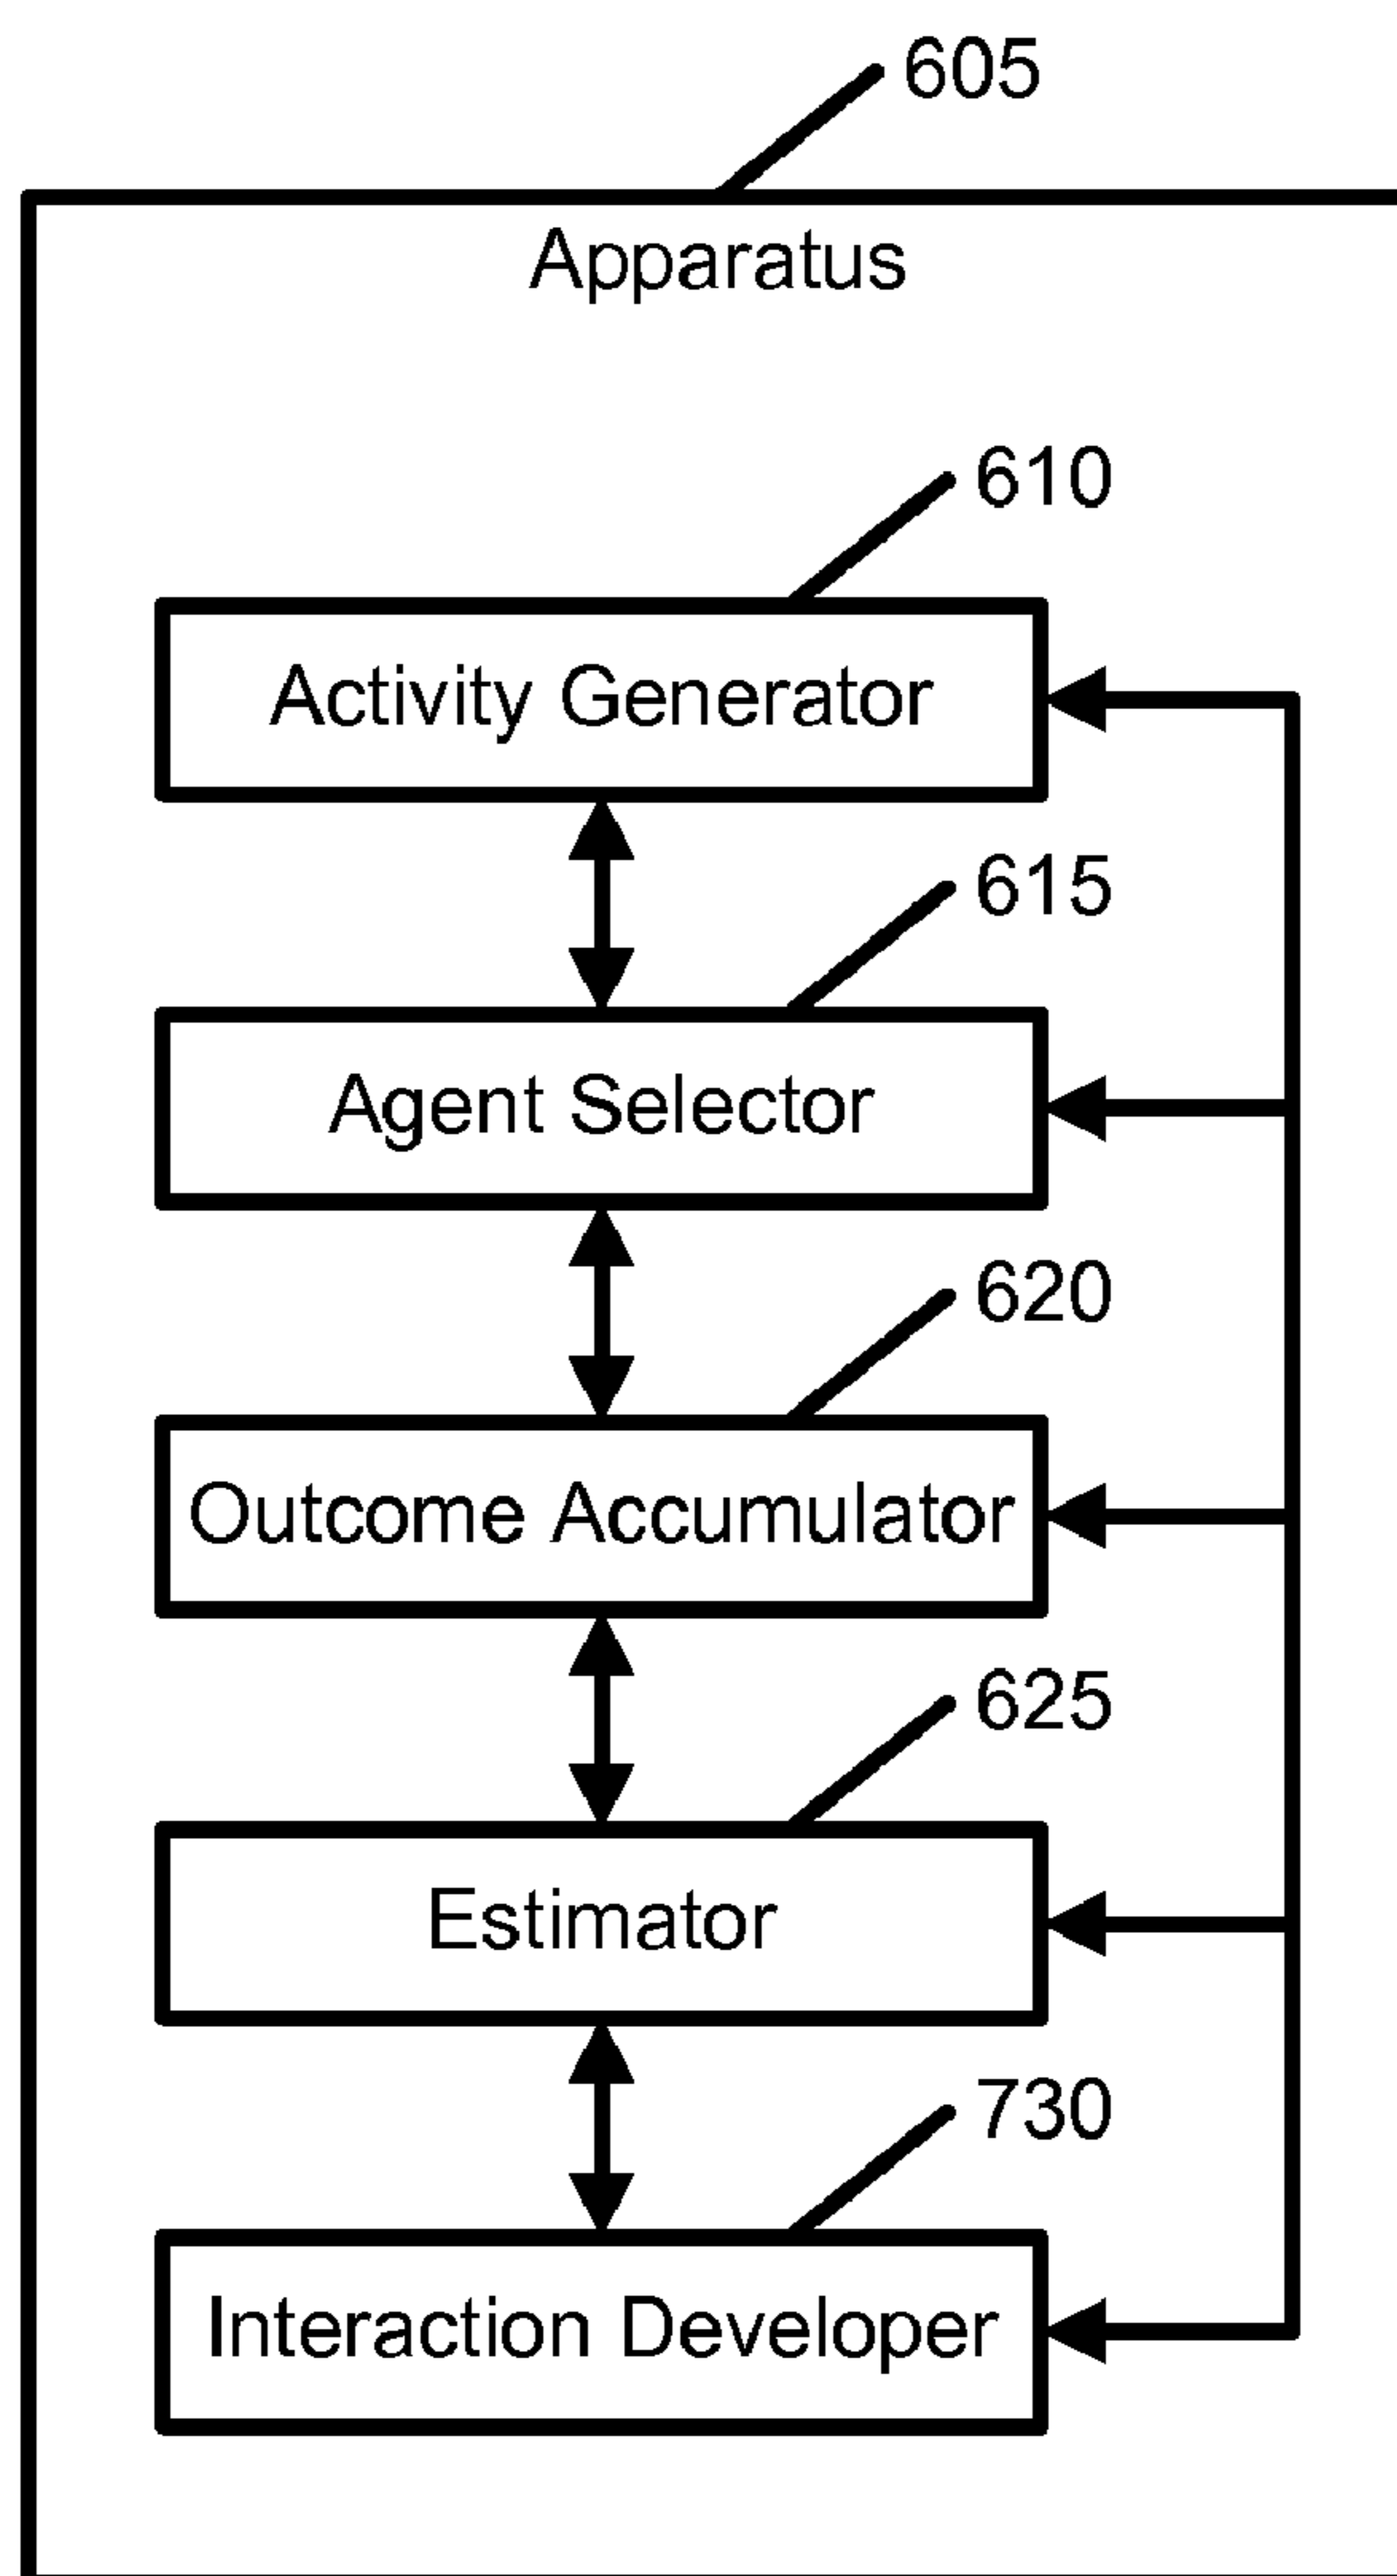 605
Apparatus
610
Activity Generator
615
Agent Selector
620
Outcome Accumulator
625
Estimator
730
Interaction Developer